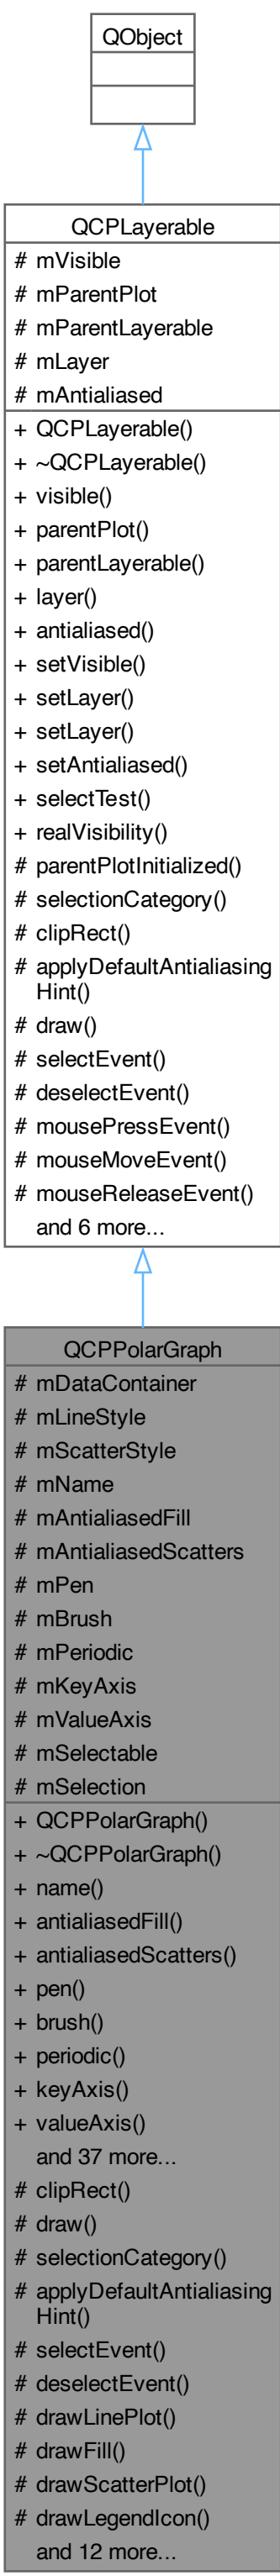 QObject
QCPLayerable
# mVisible
# mParentPlot
# mParentLayerable
# mLayer
# mAntialiased
+ QCPLayerable()
+ ~QCPLayerable()
+ visible()
+ parentPlot()
+ parentLayerable()
+ layer()
+ antialiased()
+ setVisible()
+ setLayer()
+ setLayer()
+ setAntialiased()
+ selectTest()
+ realVisibility()
# parentPlotInitialized()
# selectionCategory()
# clipRect()
# applyDefaultAntialiasing
Hint()
# draw()
# selectEvent()
# deselectEvent()
# mousePressEvent()
# mouseMoveEvent()
# mouseReleaseEvent()
and 6 more...
QCPPolarGraph
# mDataContainer
# mLineStyle
# mScatterStyle
# mName
# mAntialiasedFill
# mAntialiasedScatters
# mPen
# mBrush
# mPeriodic
# mKeyAxis
# mValueAxis
# mSelectable
# mSelection
+ QCPPolarGraph()
+ ~QCPPolarGraph()
+ name()
+ antialiasedFill()
+ antialiasedScatters()
+ pen()
+ brush()
+ periodic()
+ keyAxis()
+ valueAxis()
and 37 more...
# clipRect()
# draw()
# selectionCategory()
# applyDefaultAntialiasing
Hint()
# selectEvent()
# deselectEvent()
# drawLinePlot()
# drawFill()
# drawScatterPlot()
# drawLegendIcon()
and 12 more...